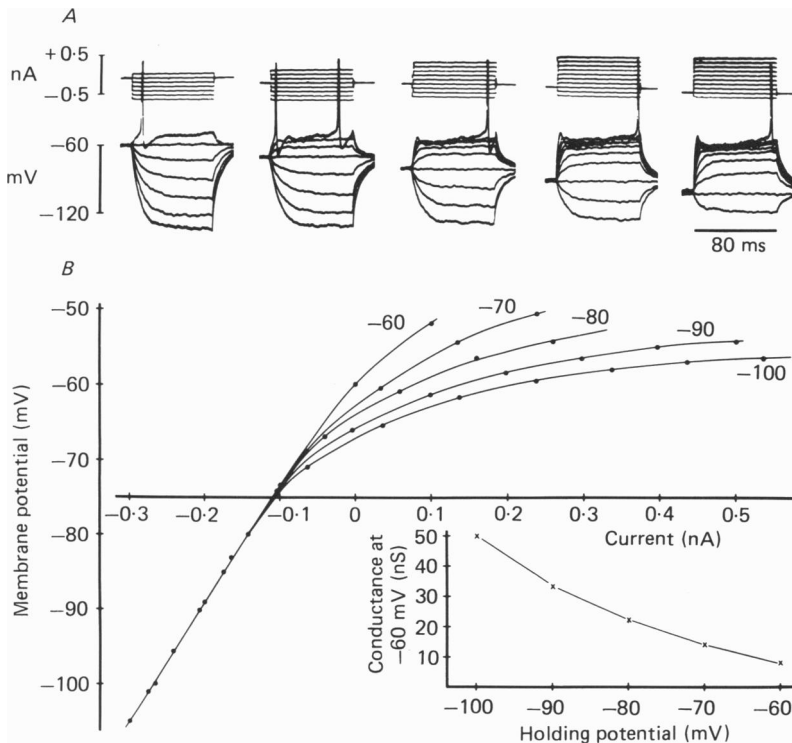 A
+0·5
nA
−0·5
−60
mV
−120
80 ms
B
−50
−60
−70
−80
−90
−100
−60
−70
−80
−90
−100
Membrane potential (mV)
−0·3 −0·2 −0·1 0 0·1 0·2 0·3 0·4 0·5
Current (nA)
50
40
30
20
10
Conductance at
−60 mV (nS)
−100 −90 −80 −70 −60
Holding potential (mV)